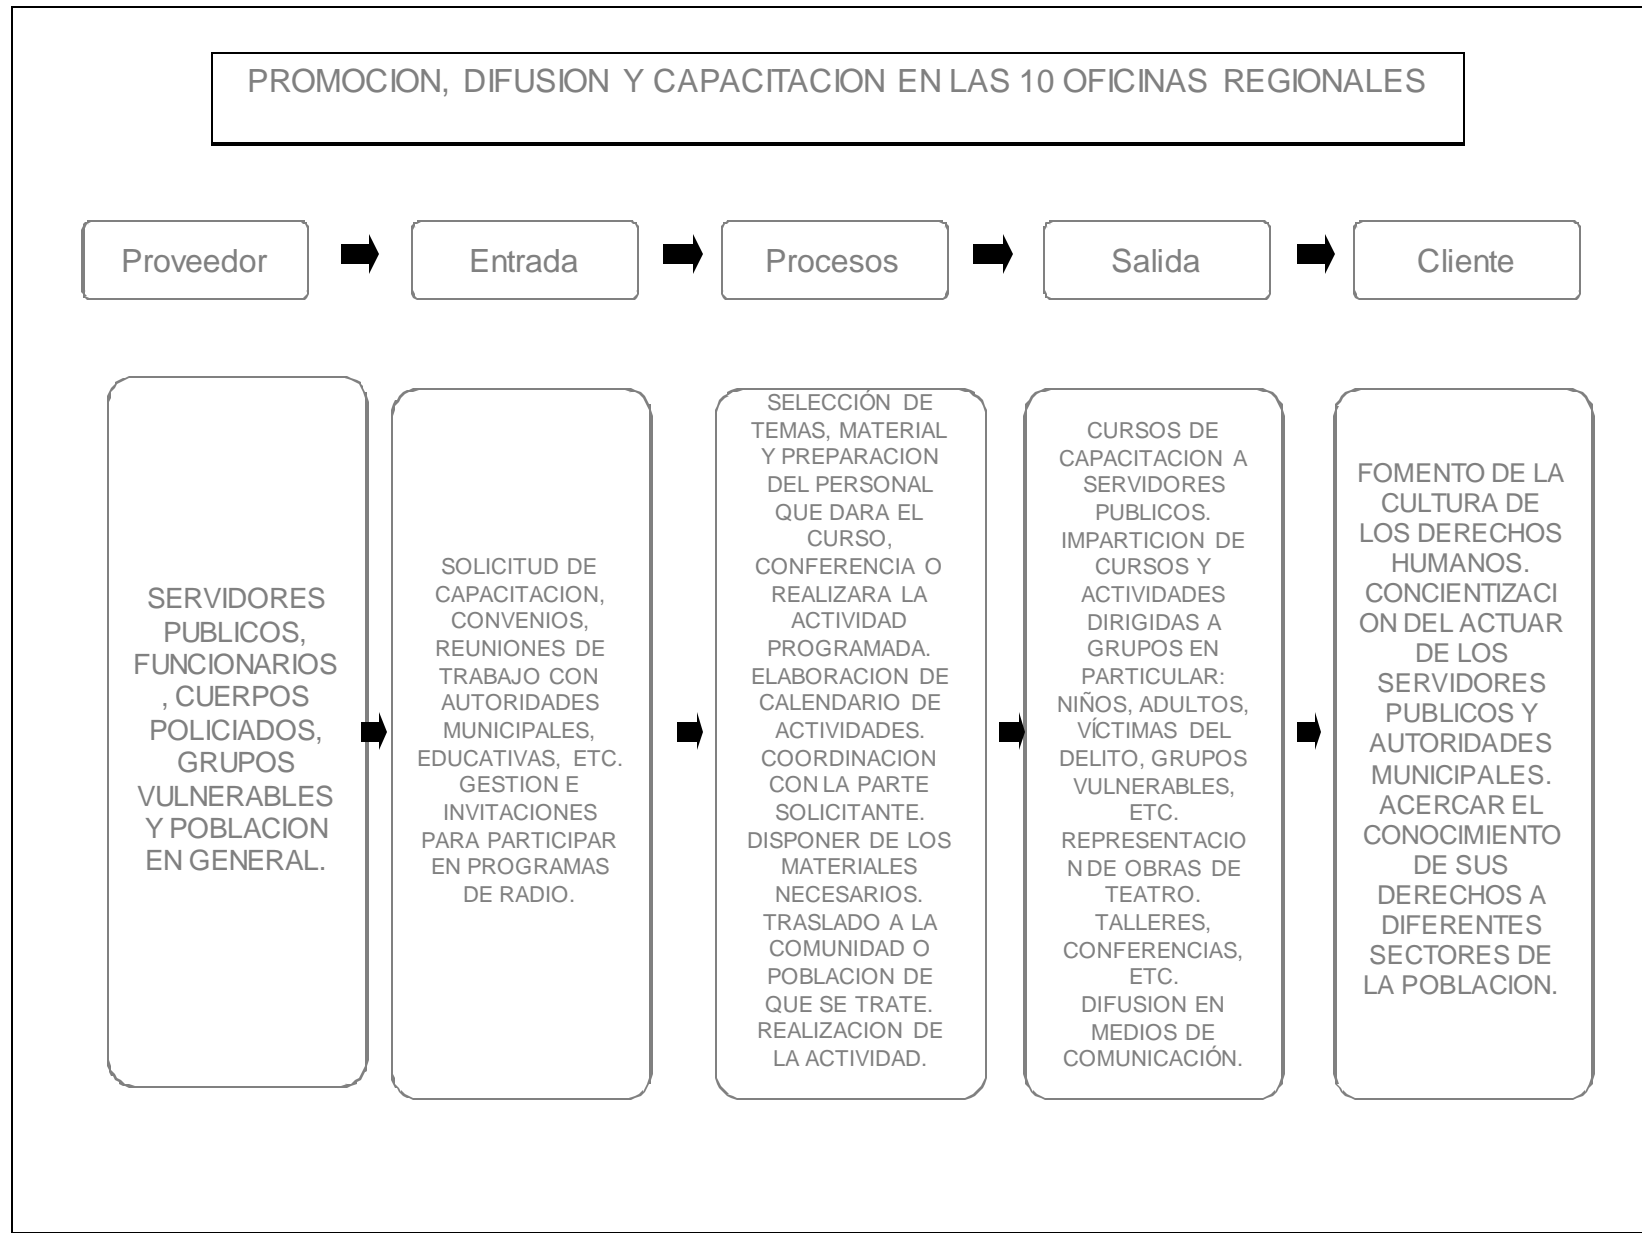 PROMOCION, DIFUSION Y CAPACITACION EN LAS 10 OFICINAS REGIONALES
Proveedor
Entrada
Procesos
Salida
Cliente
SERVIDORES
PUBLICOS,
FUNCIONARIOS
, CUERPOS
POLICIADOS,
GRUPOS
VULNERABLES
Y POBLACION
EN GENERAL.
SOLICITUD DE
CAPACITACION,
CONVENIOS,
REUNIONES DE
TRABAJO CON
AUTORIDADES
MUNICIPALES,
EDUCATIVAS, ETC.
GESTION E
INVITACIONES
PARA PARTICIPAR
EN PROGRAMAS
DE RADIO.
SELECCIÓN DE
TEMAS, MATERIAL
Y PREPARACION
DEL PERSONAL
QUE DARA EL
CURSO,
CONFERENCIA O
REALIZARA LA
ACTIVIDAD
PROGRAMADA.
ELABORACION DE
CALENDARIO DE
ACTIVIDADES.
COORDINACION
CON LA PARTE
SOLICITANTE.
DISPONER DE LOS
MATERIALES
NECESARIOS.
TRASLADO A LA
COMUNIDAD O
POBLACION DE
QUE SE TRATE.
REALIZACION DE
LA ACTIVIDAD.
CURSOS DE
CAPACITACION A
SERVIDORES
PUBLICOS.
IMPARTICION DE
CURSOS Y
ACTIVIDADES
DIRIGIDAS A
GRUPOS EN
PARTICULAR:
NIÑOS, ADULTOS,
VÍCTIMAS DEL
DELITO, GRUPOS
VULNERABLES,
ETC.
REPRESENTACIO
N DE OBRAS DE
TEATRO.
TALLERES,
CONFERENCIAS,
ETC.
DIFUSION EN
MEDIOS DE
COMUNICACIÓN.
FOMENTO DE LA
CULTURA DE
LOS DERECHOS
HUMANOS.
CONCIENTIZACI
ON DEL ACTUAR
DE LOS
SERVIDORES
PUBLICOS Y
AUTORIDADES
MUNICIPALES.
ACERCAR EL
CONOCIMIENTO
DE SUS
DERECHOS A
DIFERENTES
SECTORES DE
LA POBLACION.